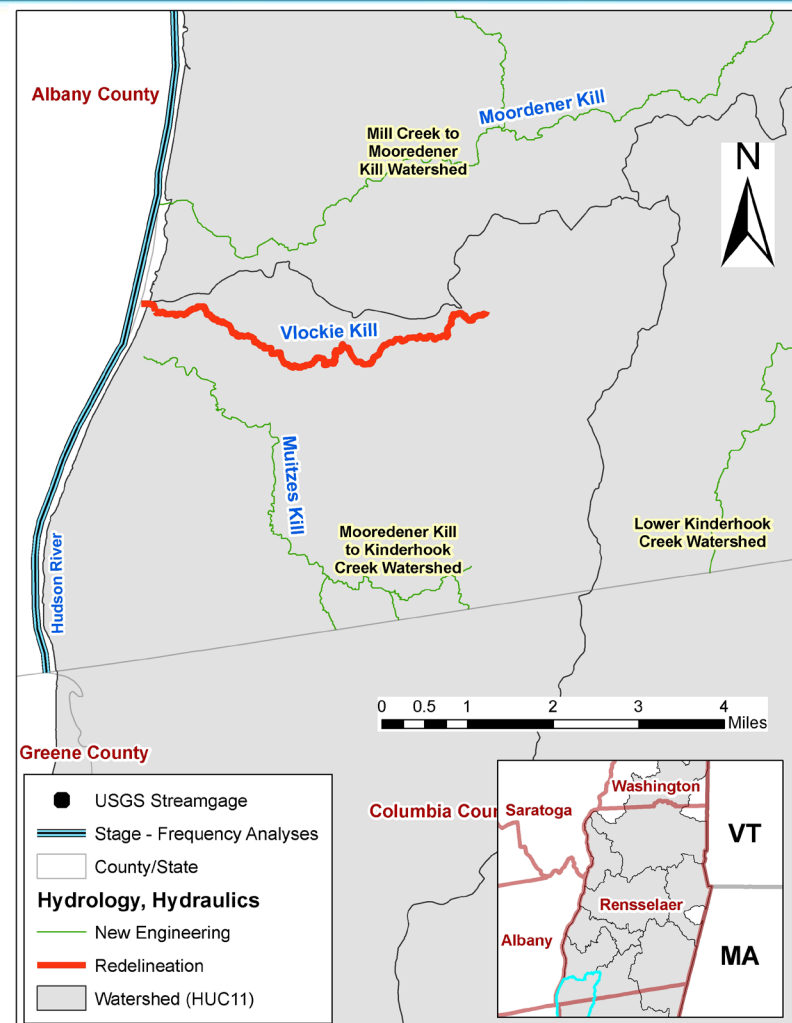 Albany County
Moordener Kill
Mill Creek to
Mooredener
Kill Watershed
N
Vlockie Kill
Muitzes Kill
Mooredener Kill
to Kinderhook
Creek Watershed
Lower Kinderhook
Creek Watershed
Hudson River
0 0.5 1 2 3 4
Miles
Greene County
Columbia Coun
USGS Streamgage
Stage - Frequency Analyses
County/State
Hydrology, Hydraulics
New Engineering
Redelineation
Watershed (HUC11)
Washington
Saratoga
VT
Rensselaer
Albany
MA